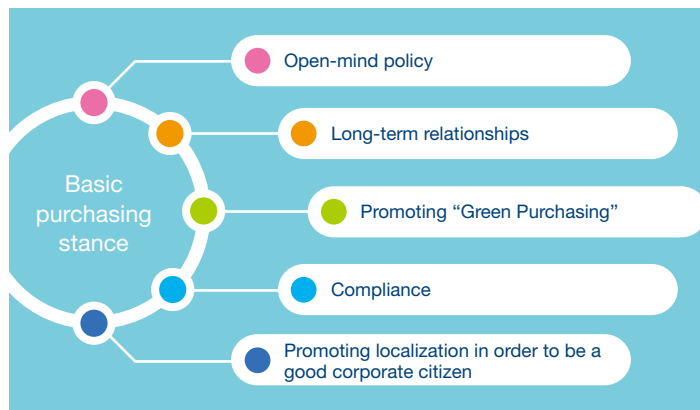 Open-mind policy
Long-term relationships
Basic
purchasing
stance
Promoting “Green Purchasing”
Compliance
Promoting localization in order to be a
good corporate citizen